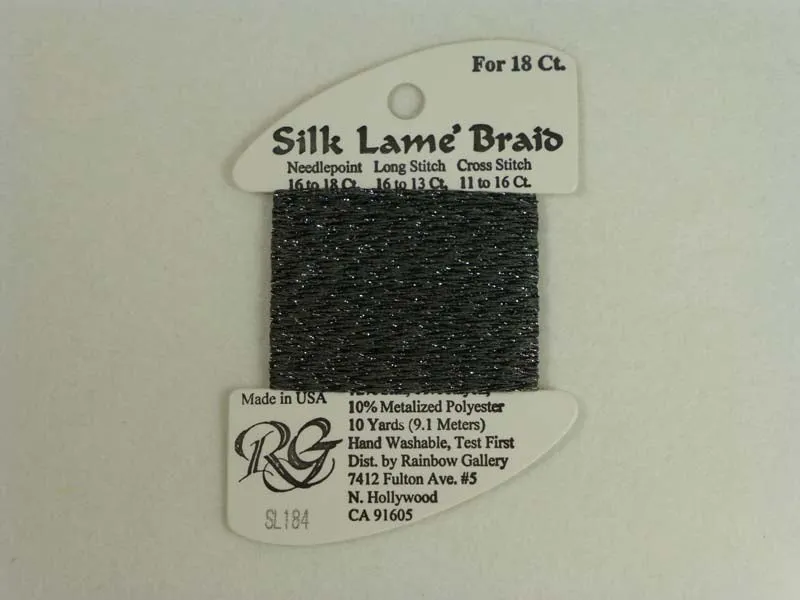 For 18 Ct.
Silk Lame' Braid
Needlepoint Long Stitch Cross Stitch
16 to 18 Ct. 16 to 13 Ct. 11 to 16 Ct.
Made in USA
10% Metalized Polyester
10 Yards (9.1 Meters)
Hand Washable, Test First
Dist. by Rainbow Gallery
7412 Fulton Ave. #5
N. Hollywood
CA 91605
RG
SL184